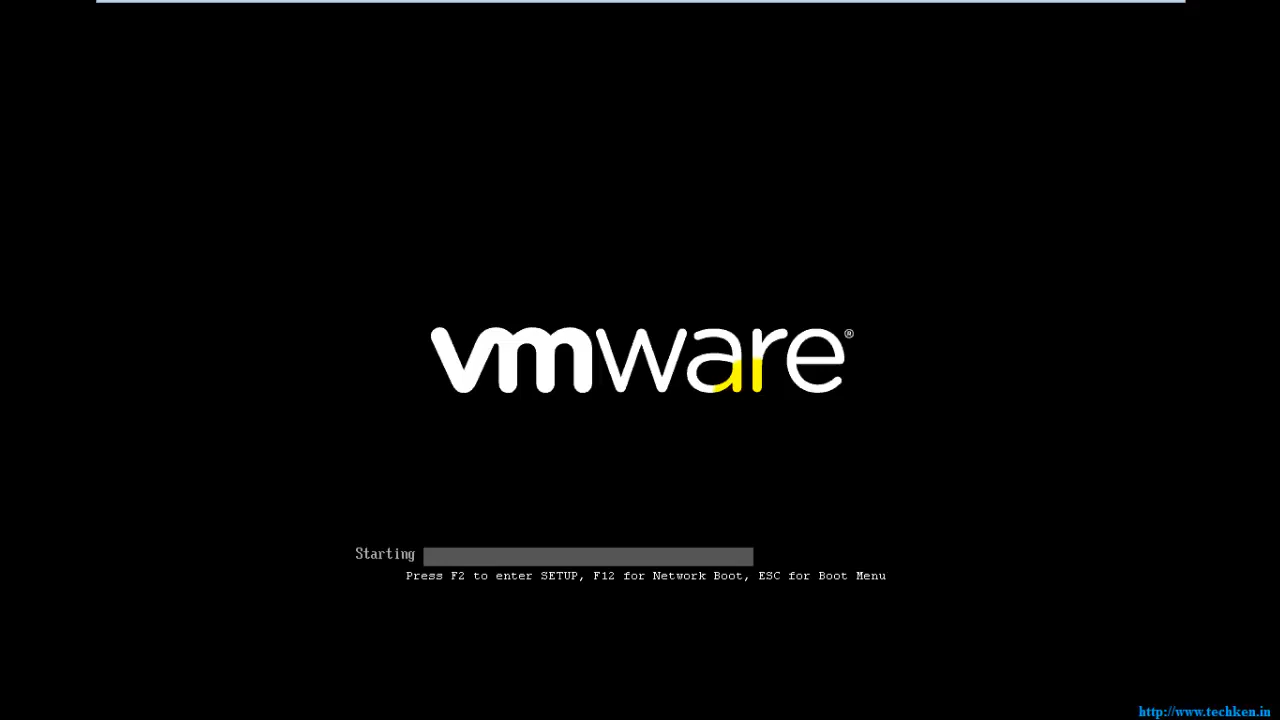 vmware®
Starting
Press F2 to enter SETUP, F12 for Network Boot, ESC for Boot Menu
http://www.techken.in